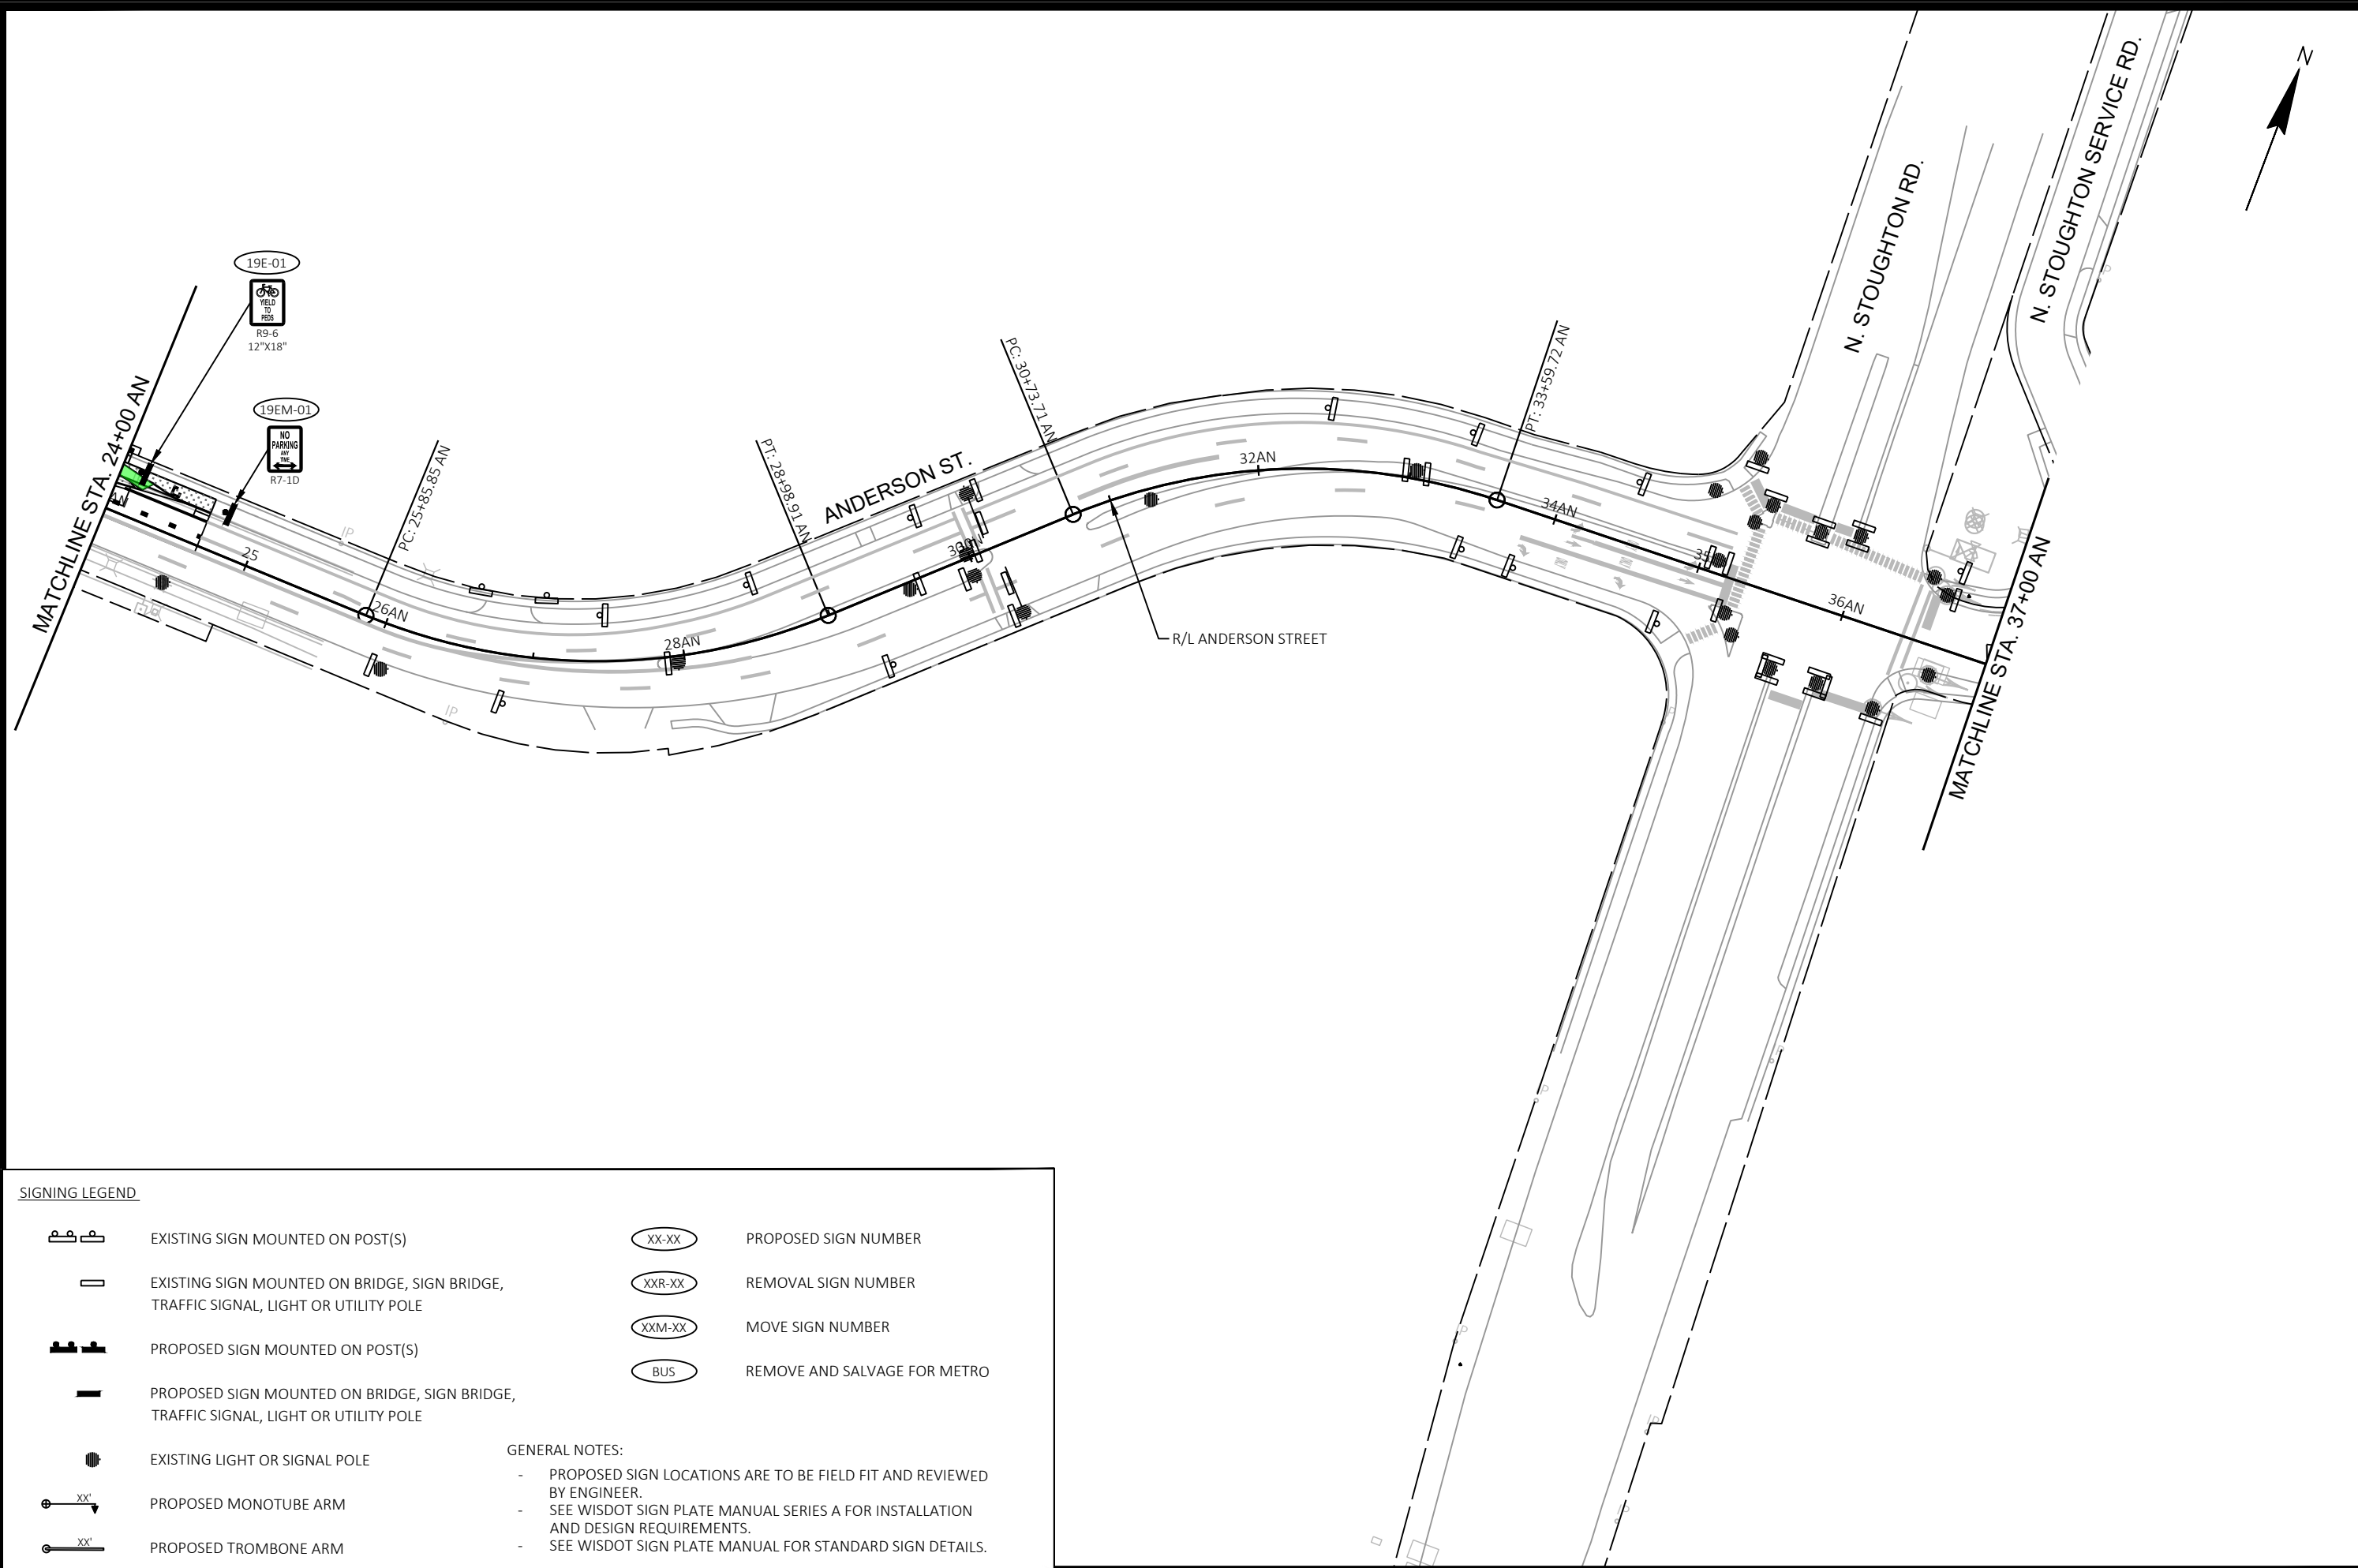 N
N. STOUGHTON RD.
N. STOUGHTON SERVICE RD.
19E-01
YIELD
TO
PEDS
R9-6
12"X18"
19EM-01
NO
PARKING
ANY
TIME
R7-1D
MATCHLINE STA. 24+00 AN
25
PC: 25+85.85 AN
26AN
28AN
PT: 28+98.91 AN
ANDERSON ST.
PC: 30+73.71 AN
32AN
PT: 33+59.72 AN
34AN
36AN
R/L ANDERSON STREET
MATCHLINE STA. 37+00 AN
IP
IP
IP
IP
IP
SIGNING LEGEND
EXISTING SIGN MOUNTED ON POST(S)
EXISTING SIGN MOUNTED ON BRIDGE, SIGN BRIDGE,
TRAFFIC SIGNAL, LIGHT OR UTILITY POLE
PROPOSED SIGN MOUNTED ON POST(S)
PROPOSED SIGN MOUNTED ON BRIDGE, SIGN BRIDGE,
TRAFFIC SIGNAL, LIGHT OR UTILITY POLE
EXISTING LIGHT OR SIGNAL POLE
XX' PROPOSED MONOTUBE ARM
XX' PROPOSED TROMBONE ARM
XX-XX PROPOSED SIGN NUMBER
XXR-XX REMOVAL SIGN NUMBER
XXM-XX MOVE SIGN NUMBER
BUS REMOVE AND SALVAGE FOR METRO
GENERAL NOTES:
- PROPOSED SIGN LOCATIONS ARE TO BE FIELD FIT AND REVIEWED
BY ENGINEER.
- SEE WISDOT SIGN PLATE MANUAL SERIES A FOR INSTALLATION
AND DESIGN REQUIREMENTS.
- SEE WISDOT SIGN PLATE MANUAL FOR STANDARD SIGN DETAILS.